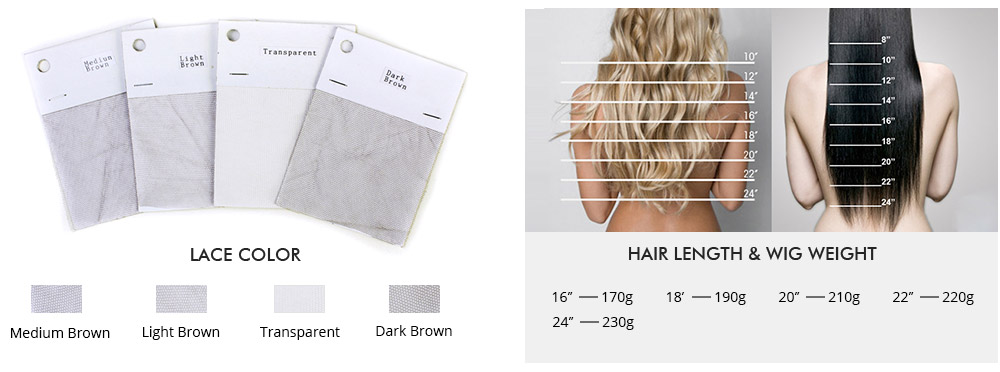 Medium
Brown
Light
Brown
Transparent
Dark
Brown
LACE COLOR
Medium Brown
Light Brown
Transparent
Dark Brown
10"
12"
14"
16"
18"
20"
22"
24"
8"
10"
12"
14"
16"
18"
20"
22"
24"
HAIR LENGTH & WIG WEIGHT
16” — 170g 18’ — 190g 20” — 210g 22” — 220g
24” — 230g